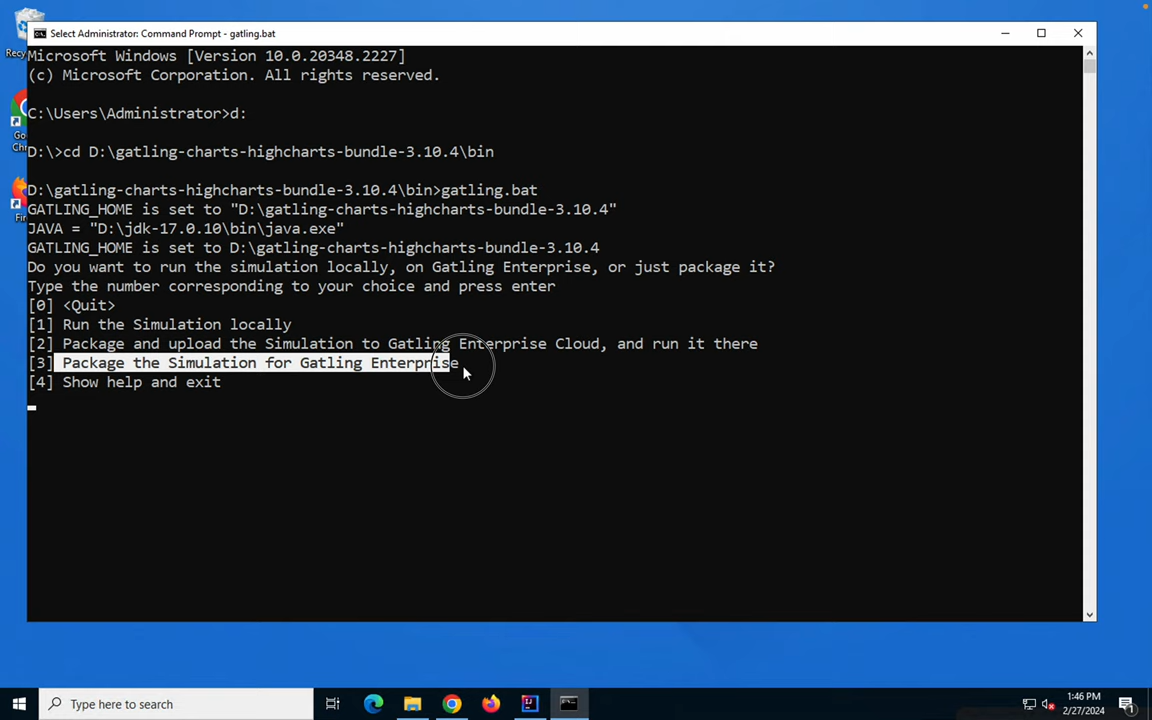 Select Administrator: Command Prompt - gatling.bat
Microsoft Windows [Version 10.0.20348.2227]
(c) Microsoft Corporation. All rights reserved.
C:\Users\Administrator>d:
D:\>cd D:\gatling-charts-highcharts-bundle-3.10.4\bin
D:\gatling-charts-highcharts-bundle-3.10.4\bin>gatling.bat
GATLING_HOME is set to "D:\gatling-charts-highcharts-bundle-3.10.4"
JAVA = "D:\jdk-17.0.10\bin\java.exe"
GATLING_HOME is set to D:\gatling-charts-highcharts-bundle-3.10.4
Do you want to run the simulation locally, on Gatling Enterprise, or just package it?
Type the number corresponding to your choice and press enter
[0] <Quit>
[1] Run the Simulation locally
[2] Package and upload the Simulation to Gatling Enterprise Cloud, and run it there
[3] Package the Simulation for Gatling Enterprise
[4] Show help and exit
Recy
Go
Chr
Fir
Type here to search
1:46 PM
2/27/2024
1